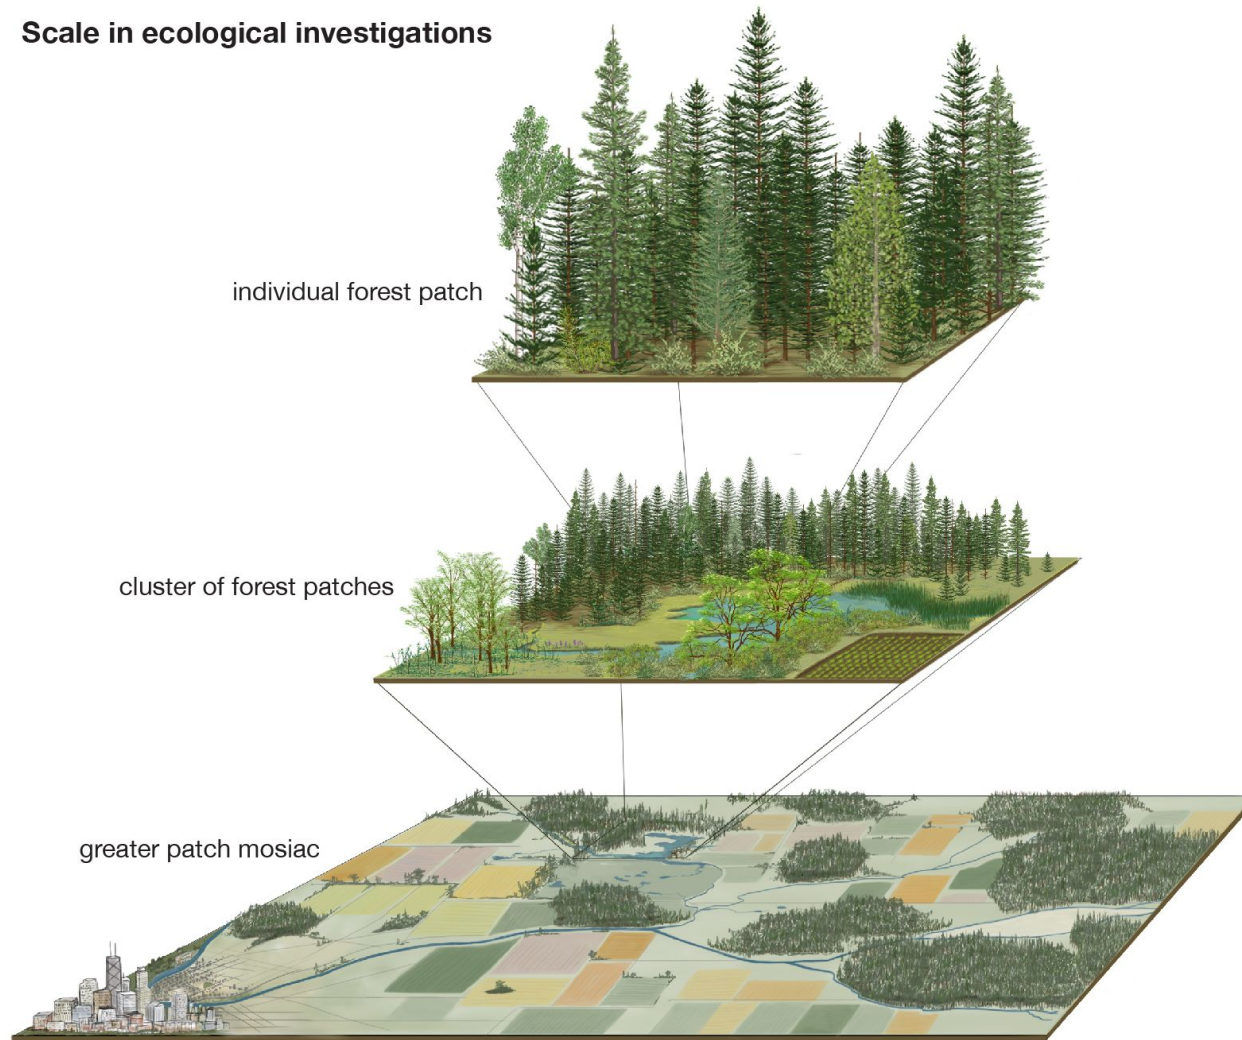 Scale in ecological investigations
individual forest patch
cluster of forest patches
greater patch mosiac